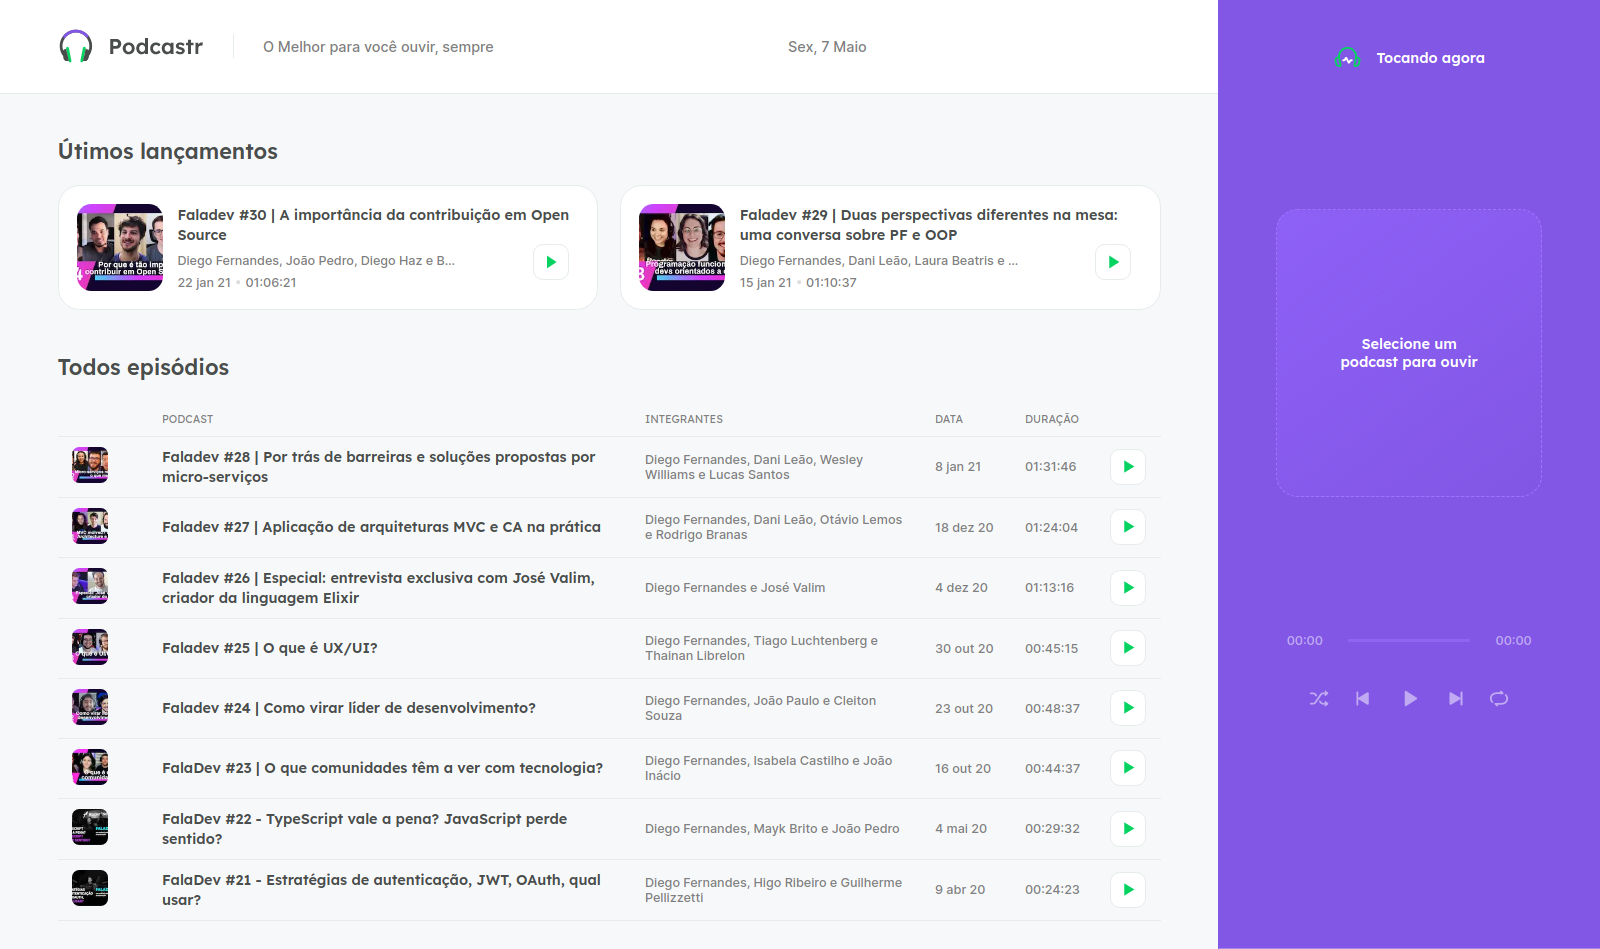 Podcastr
O Melhor para você ouvir, sempre
Sex, 7 Maio
Tocando agora
Útimos lançamentos
Faladev #30 | A importância da contribuição em Open
Source
Diego Fernandes, João Pedro, Diego Haz e B...
22 jan 21 • 01:06:21
Faladev #29 | Duas perspectivas diferentes na mesa:
uma conversa sobre PF e OOP
Diego Fernandes, Dani Leão, Laura Beatris e ...
15 jan 21 • 01:10:37
Selecione um
podcast para ouvir
Todos episódios
PODCAST INTEGRANTES DATA DURAÇÃO
Faladev #28 | Por trás de barreiras e soluções propostas por
micro-serviços
Diego Fernandes, Dani Leão, Wesley
Williams e Lucas Santos
8 jan 21
01:31:46
Faladev #27 | Aplicação de arquiteturas MVC e CA na prática
Diego Fernandes, Dani Leão, Otávio Lemos
e Rodrigo Branas
18 dez 20
01:24:04
Faladev #26 | Especial: entrevista exclusiva com José Valim,
criador da linguagem Elixir
Diego Fernandes e José Valim
4 dez 20
01:13:16
Faladev #25 | O que é UX/UI?
Diego Fernandes, Tiago Luchtenberg e
Thainan Librelon
30 out 20
00:45:15
Faladev #24 | Como virar líder de desenvolvimento?
Diego Fernandes, João Paulo e Cleiton
Souza
23 out 20
00:48:37
FalaDev #23 | O que comunidades têm a ver com tecnologia?
Diego Fernandes, Isabela Castilho e João
Inácio
16 out 20
00:44:37
FalaDev #22 - TypeScript vale a pena? JavaScript perde
sentido?
Diego Fernandes, Mayk Brito e João Pedro
4 mai 20
00:29:32
FalaDev #21 - Estratégias de autenticação, JWT, OAuth, qual
usar?
Diego Fernandes, Higo Ribeiro e Guilherme
Pellizzetti
9 abr 20
00:24:23
00:00
00:00